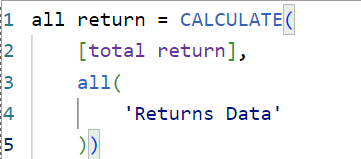 1 all return = CALCULATE(
2 [total return],
3 all(
4 'Returns Data'
5 ))